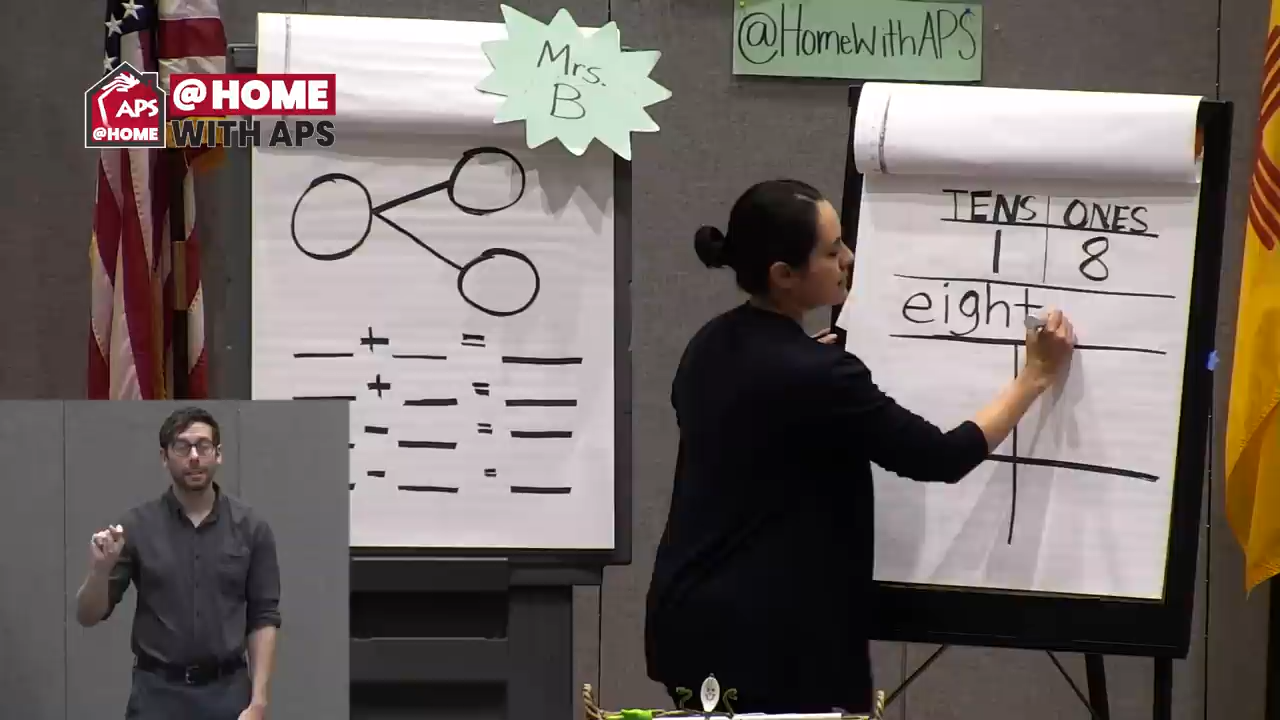 APS
@HOME
@HOME
WITH APS
Mrs.
B
@HomeWithAPS
+ =
+ =
- =
- =
TENS ONES
1 8
eight